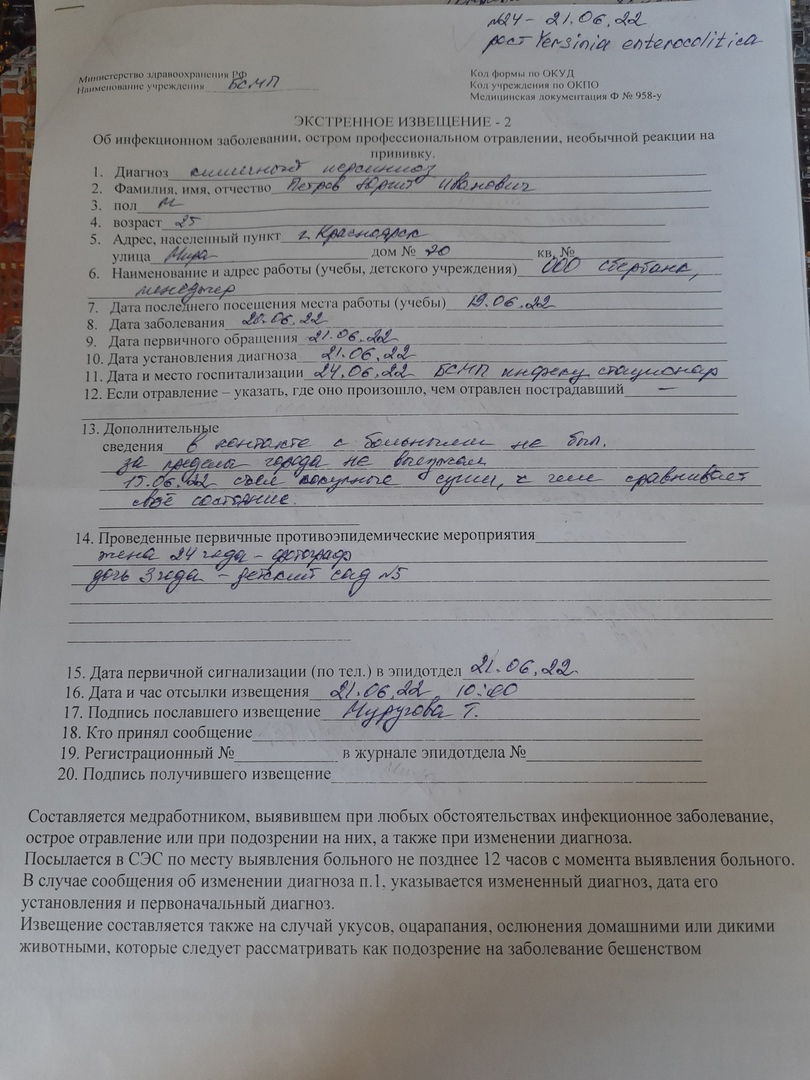 №24 - 21.06.22
рост Yersinia enterocolitica
Министерство здравоохранения РФ
Наименование учреждения БСМП
Код формы по ОКУД
Код учреждения по ОКПО
Медицинская документация Ф № 958-у
ЭКСТРЕННОЕ ИЗВЕЩЕНИЕ - 2
Об инфекционном заболевании, остром профессиональном отравлении, необычной реакции на
прививку.
1. Диагноз кишечный иерсиниоз
2. Фамилия, имя, отчество Петров Юрий Иванович
3. пол м
4. возраст 25
5. Адрес, населенный пункт г. Красноярск
улица Мира дом № 20 кв. №
6. Наименование и адрес работы (учебы, детского учреждения) ООО сбербанк,
менеджер
7. Дата последнего посещения места работы (учебы) 19.06.22
8. Дата заболевания 20.06.22
9. Дата первичного обращения 21.06.22
10. Дата установления диагноза 21.06.22
11. Дата и место госпитализации 24.06.22 БСМП инфекц стационар
12. Если отравление – указать, где оно произошло, чем отравлен пострадавший —
13. Дополнительные
сведения в контакте с больными не был.
за пределы города не выезжал
15.06.22 съел суши, с чем сравнивает
своё состояние.
14. Проведенные первичные противоэпидемические мероприятия
жена 24 года - фотограф
дочь 3 года - детский сад №5
15. Дата первичной сигнализации (по тел.) в эпидотдел 21.06.22
16. Дата и час отсылки извещения 21.06.22 10:00
17. Подпись пославшего извещение Муругова Т.
18. Кто принял сообщение
19. Регистрационный № в журнале эпидотдела №
20. Подпись получившего извещение
Составляется медработником, выявившем при любых обстоятельствах инфекционное заболевание,
острое отравление или при подозрении на них, а также при изменении диагноза.
Посылается в СЭС по месту выявления больного не позднее 12 часов с момента выявления больного.
В случае сообщения об изменении диагноза п.1, указывается измененный диагноз, дата его
установления и первоначальный диагноз.
Извещение составляется также на случай укусов, оцарапания, ослюнения домашними или дикими
животными, которые следует рассматривать как подозрение на заболевание бешенством